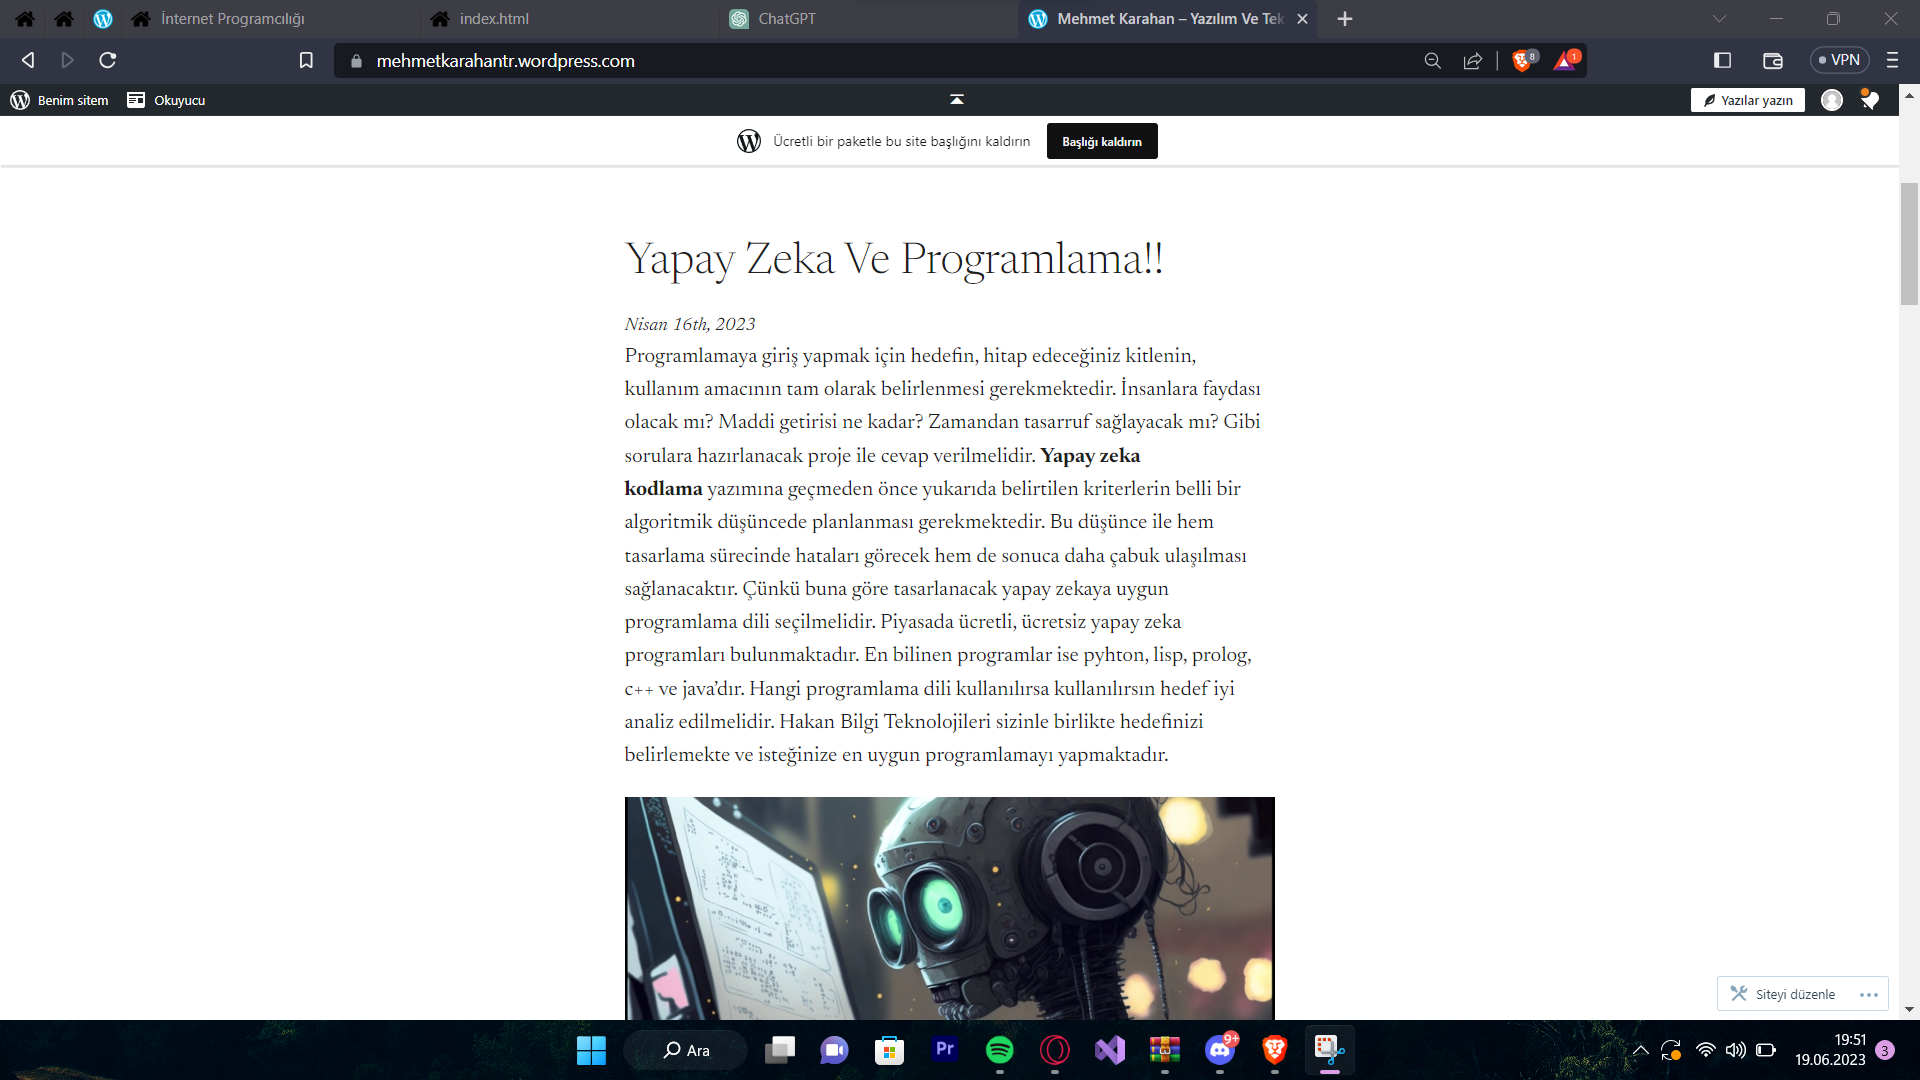 İnternet Programcılığı
index.html
ChatGPT
Mehmet Karahan – Yazılım Ve Tek
mehmetkarahantr.wordpress.com
8
1
VPN
Benim sitem
Okuyucu
Yazılar yazın
Ücretli bir paketle bu site başlığını kaldırın
Başlığı kaldırın
Yapay Zeka Ve Programlama!!
Nisan 16th, 2023
Programlamaya giriş yapmak için hedefin, hitap edeceğiniz kitlenin,
kullanım amacının tam olarak belirlenmesi gerekmektedir. İnsanlara faydası
olacak mı? Maddi getirisi ne kadar? Zamandan tasarruf sağlayacak mı? Gibi
sorulara hazırlanacak proje ile cevap verilmelidir. Yapay zeka
kodlama yazımına geçmeden önce yukarıda belirtilen kriterlerin belli bir
algoritmik düşüncede planlanması gerekmektedir. Bu düşünce ile hem
tasarlama sürecinde hataları görecek hem de sonuca daha çabuk ulaşılması
sağlanacaktır. Çünkü buna göre tasarlanacak yapay zekaya uygun
programlama dili seçilmelidir. Piyasada ücretli, ücretsiz yapay zeka
programları bulunmaktadır. En bilinen programlar ise pyhton, lisp, prolog,
c++ ve java’dır. Hangi programlama dili kullanılırsa kullanılırsın hedef iyi
analiz edilmelidir. Hakan Bilgi Teknolojileri sizinle birlikte hedefinizi
belirlemekte ve isteğinize en uygun programlamayı yapmaktadır.
Siteyi düzenle
Ara
Pr
9+
19:51
19.06.2023
3